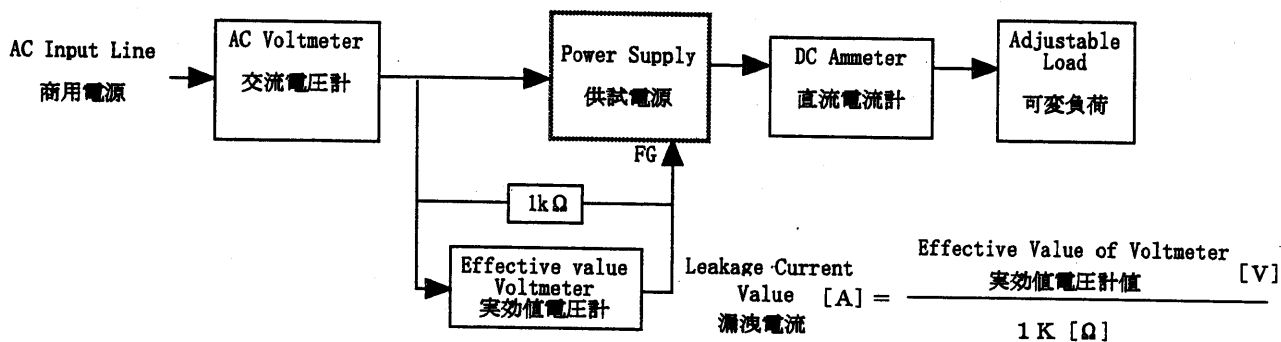 AC Input Line
商用電源
AC Voltmeter
交流電圧計
Power Supply
供試電源
FG
DC Ammeter
直流電流計
Adjustable
Load
可変負荷
1kΩ
Effective value
Voltmeter
実効値電圧計
Leakage Current
Value [A] =
漏洩電流
Effective Value of Voltmeter
実効値電圧計値 [V]
1K [Ω]